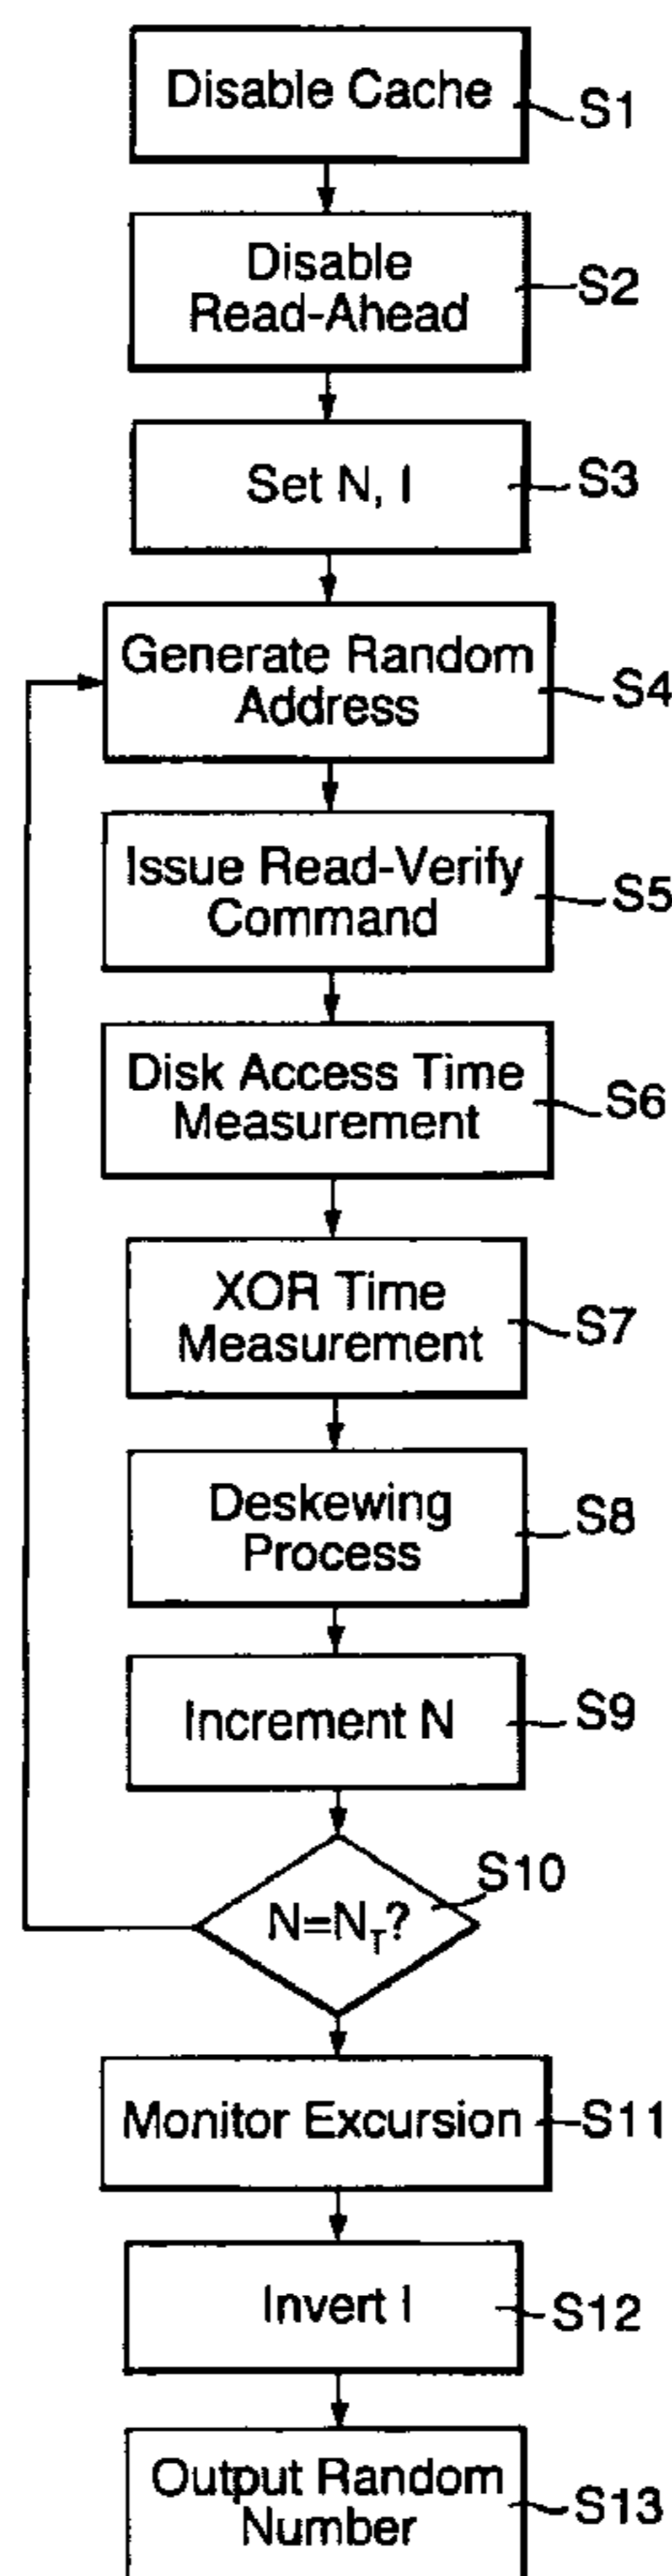 Disable Cache
S1
Disable
Read-Ahead
S2
Set N, I
S3
Generate Random
Address
S4
Issue Read-Verify
Command
S5
Disk Access Time
Measurement
S6
XOR Time
Measurement
S7
Deskewing
Process
S8
Increment N
S9
S10
N=NT?
Monitor Excursion
S11
Invert I
S12
Output Random
Number
S13